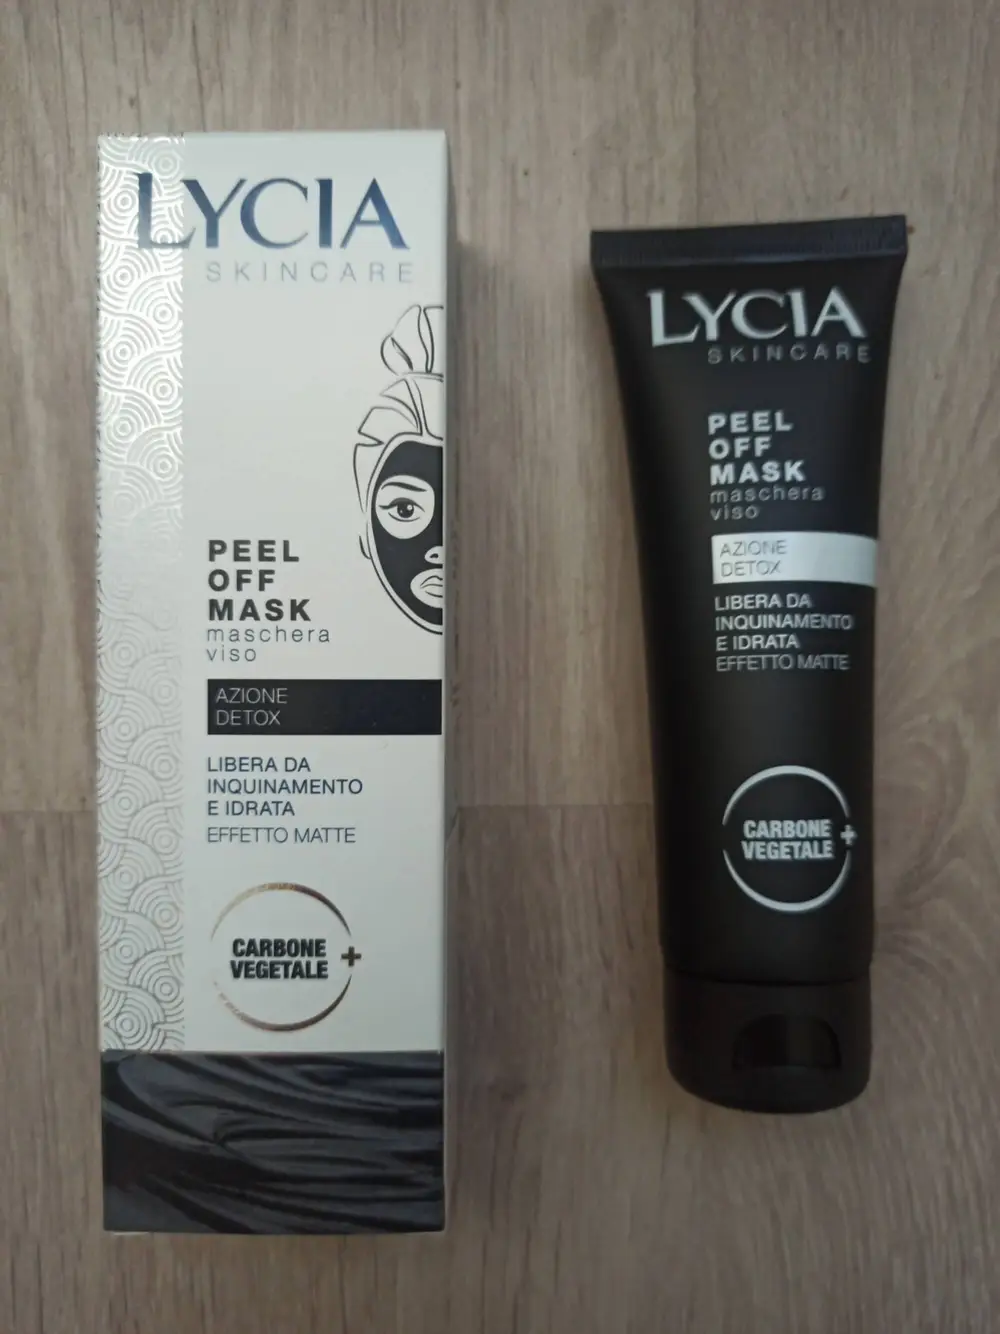 LYCIA
SKINCARE
PEEL
OFF
MASK
maschera
viso
AZIONE
DETOX
LIBERA DA
INQUINAMENTO
E IDRATA
EFFETTO MATTE
CARBONE
VEGETALE +
LYCIA
SKINCARE
PEEL
OFF
MASK
maschera
viso
AZIONE
DETOX
LIBERA DA
INQUINAMENTO
E IDRATA
EFFETTO MATTE
CARBONE
VEGETALE +